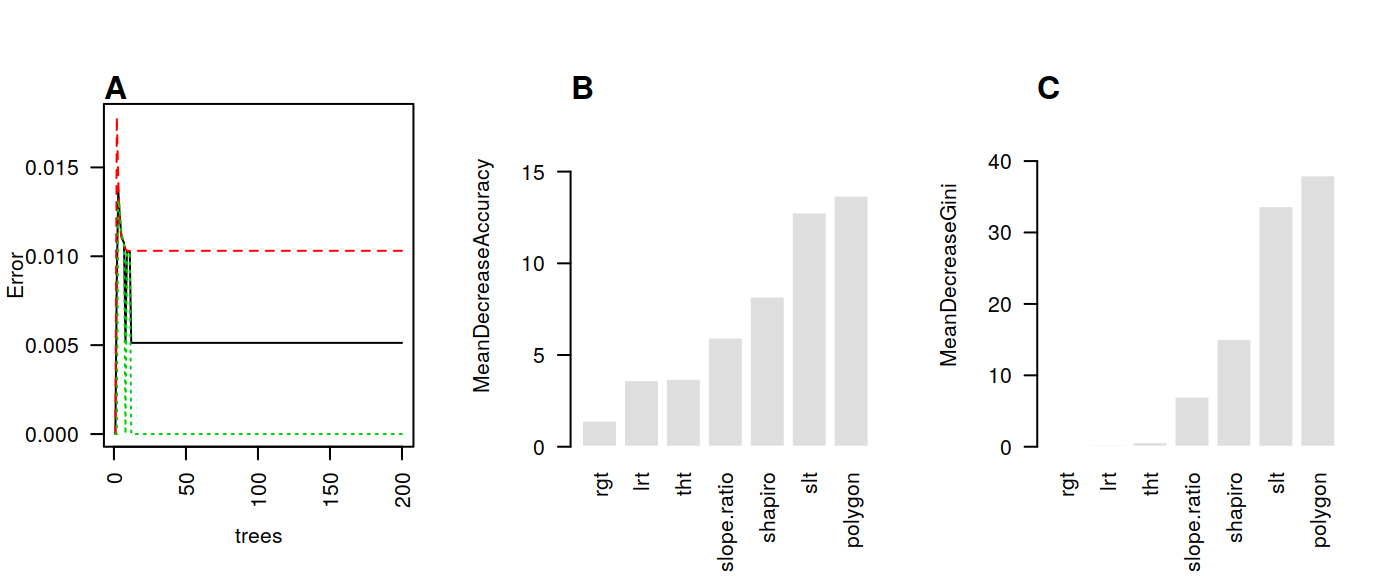 A
Error
0.015
0.010
0.005
0.000
0
50
100
150
200
trees
B
MeanDecreaseAccuracy
15
10
5
0
rgt
lrt
tht
slope.ratio
shapiro
slt
polygon
C
MeanDecreaseGini
40
30
20
10
0
rgt
lrt
tht
slope.ratio
shapiro
slt
polygon